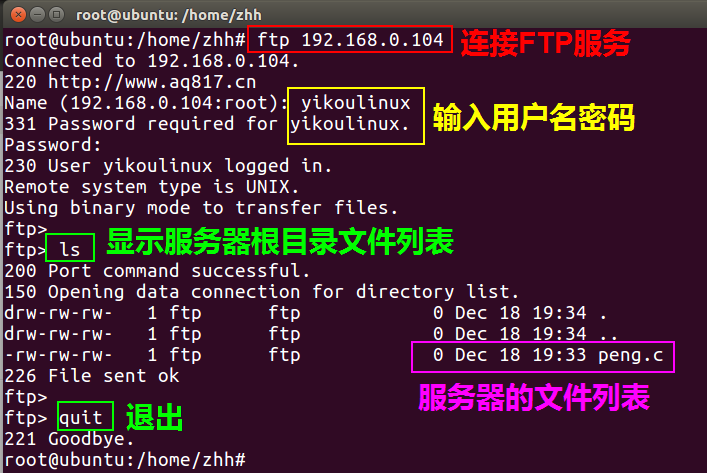 root@ubuntu: /home/zhh
root@ubuntu:/home/zhh# ftp 192.168.0.104 连接FTP服务
Connected to 192.168.0.104.
220 http://www.aq817.cn
Name (192.168.0.104:root): yikoulinux
331 Password required for yikoulinux.
输入用户名密码
Password:
230 User yikoulinux logged in.
Remote system type is UNIX.
Using binary mode to transfer files.
ftp>
ftp> ls 显示服务器根目录文件列表
200 Port command successful.
150 Opening data connection for directory list.
drw-rw-rw-   1 ftp      ftp            0 Dec 18 19:34 .
drw-rw-rw-   1 ftp      ftp            0 Dec 18 19:34 ..
-rw-rw-rw-   1 ftp      ftp            0 Dec 18 19:33 peng.c
226 File sent ok
服务器的文件列表
ftp>
ftp> quit 退出
221 Goodbye.
root@ubuntu:/home/zhh#